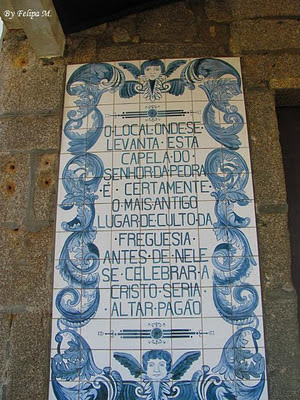 By Felipa M.
O·LOCAL·ONDE·SE·
LEVANTA·ESTA
CAPELA·DO·
SENHOR·DA·PEDRA
·É·CERTAMENTE·
O·MAIS·ANTIGO
LUGAR·DE·CULTO·DA
·FREGUESIA·
ANTES·DE·NELE
SE·CELEBRAR·A
CRISTO·SERIA·
ALTAR·PAGÃO